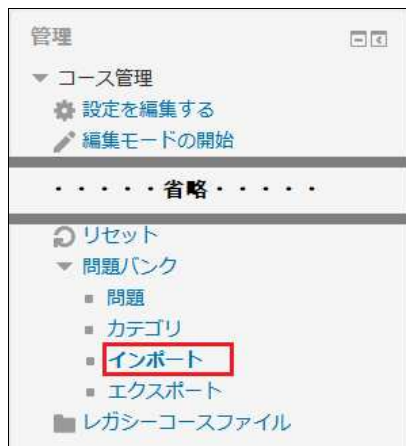 管理
コース管理
設定を編集する
編集モードの開始
・・・・・省略・・・・・
リセット
問題バンク
問題
カテゴリ
インポート
エクスポート
レガシーコースファイル